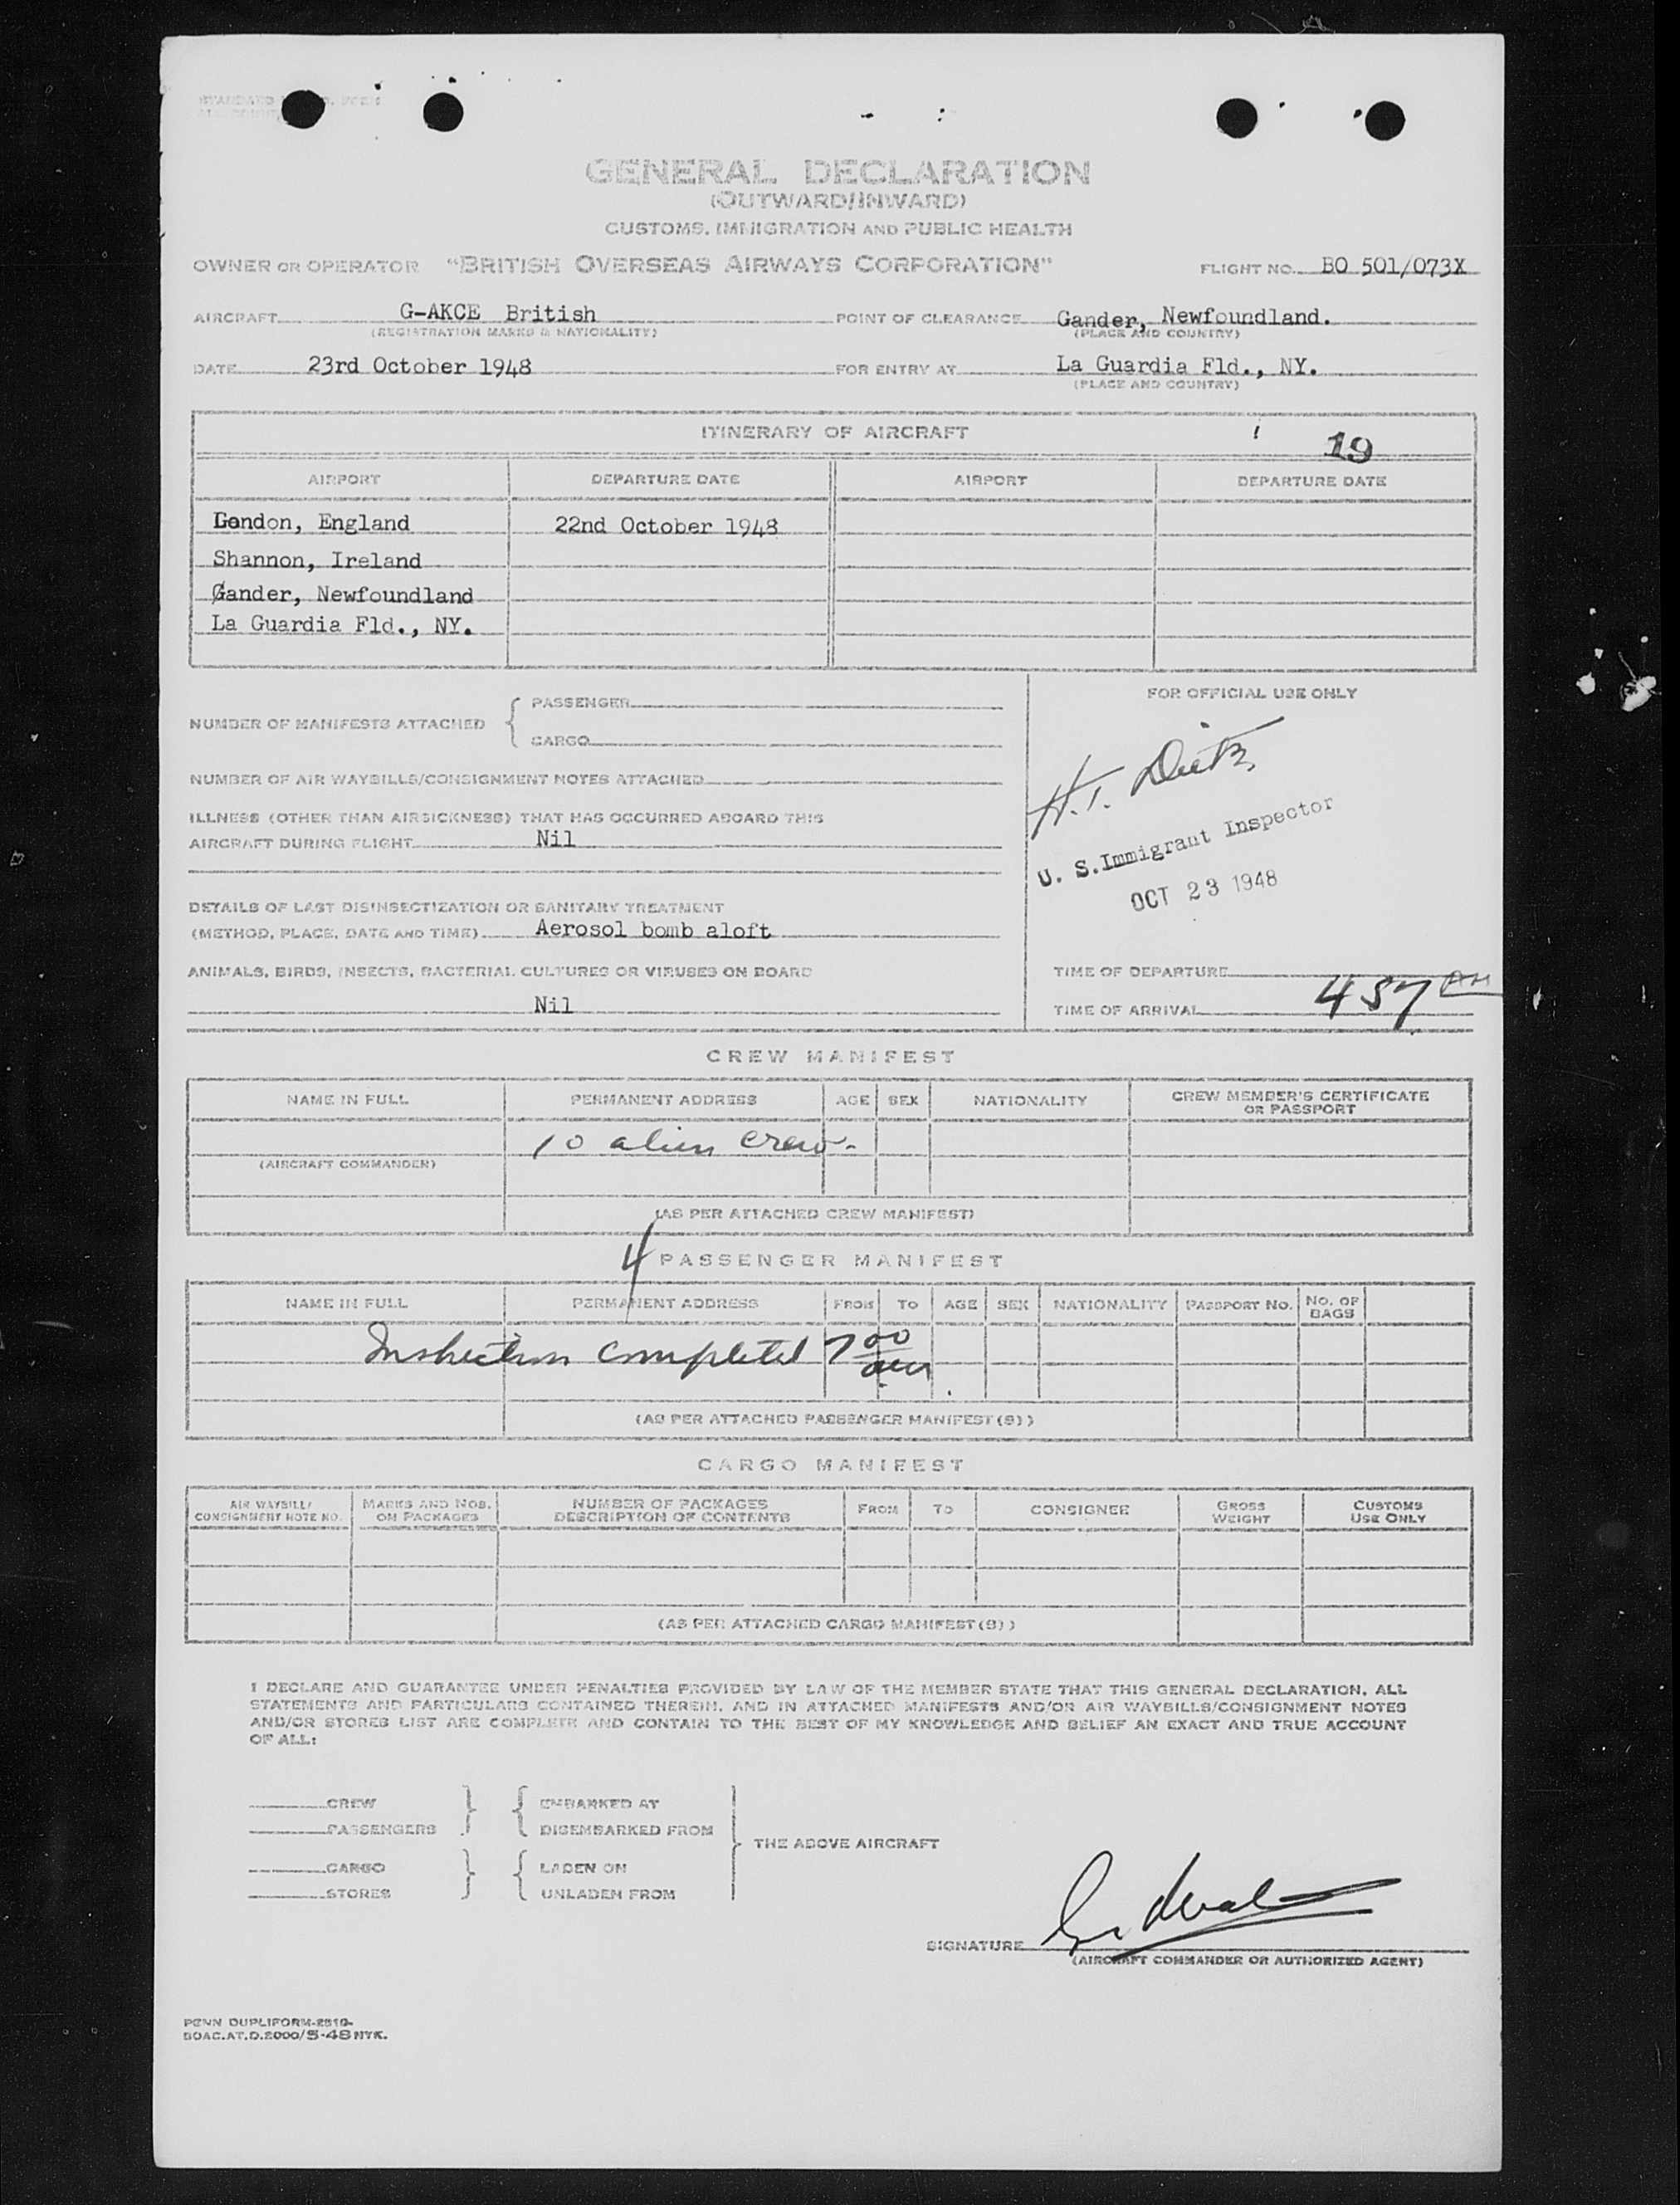 GENERAL DECLARATION
(OUTWARD/INWARD)
CUSTOMS, IMMIGRATION AND PUBLIC HEALTH
OWNER OR OPERATOR "BRITISH OVERSEAS AIRWAYS CORPORATION" FLIGHT NO. BO 501/073X
AIRCRAFT G-AKCE British POINT OF CLEARANCE Gander, Newfoundland.
(REGISTRATION MARKS & NATIONALITY) (PLACE AND COUNTRY)
DATE 23rd October 1948 FOR ENTRY AT La Guardia Fld., NY.
(PLACE AND COUNTRY)
ITINERARY OF AIRCRAFT 19
AIRPORT DEPARTURE DATE AIRPORT DEPARTURE DATE
London, England 22nd October 1948
Shannon, Ireland
Gander, Newfoundland
La Guardia Fld., NY.
FOR OFFICIAL USE ONLY
NUMBER OF MANIFESTS ATTACHED { PASSENGER
CARGO
NUMBER OF AIR WAYBILLS/CONSIGNMENT NOTES ATTACHED
H.T. Dietz
ILLNESS (OTHER THAN AIRSICKNESS) THAT HAS OCCURRED ABOARD THIS
AIRCRAFT DURING FLIGHT Nil
U. S. Immigrant Inspector
OCT 23 1948
DETAILS OF LAST DISINSECTIZATION OR SANITARY TREATMENT
(METHOD, PLACE, DATE AND TIME) Aerosol bomb aloft
ANIMALS, BIRDS, INSECTS, BACTERIAL CULTURES OR VIRUSES ON BOARD
Nil
TIME OF DEPARTURE
TIME OF ARRIVAL 457 AM
CREW MANIFEST
NAME IN FULL PERMANENT ADDRESS AGE SEX NATIONALITY CREW MEMBER'S CERTIFICATE OR PASSPORT
10 alien crew.
(AIRCRAFT COMMANDER)
(AS PER ATTACHED CREW MANIFEST)
4 PASSENGER MANIFEST
NAME IN FULL PERMANENT ADDRESS FROM TO AGE SEX NATIONALITY PASSPORT NO. NO. OF BAGS
Inspection completed 7 00 am
(AS PER ATTACHED PASSENGER MANIFEST(S))
CARGO MANIFEST
AIR WAYBILL/ CONSIGNMENT NOTE NO. MARKS AND NOS. ON PACKAGES NUMBER OF PACKAGES DESCRIPTION OF CONTENTS FROM TO CONSIGNEE GROSS WEIGHT CUSTOMS USE ONLY
(AS PER ATTACHED CARGO MANIFEST(S))
I DECLARE AND GUARANTEE UNDER PENALTIES PROVIDED BY LAW OF THE MEMBER STATE THAT THIS GENERAL DECLARATION, ALL
STATEMENTS AND PARTICULARS CONTAINED THEREIN, AND IN ATTACHED MANIFESTS AND/OR AIR WAYBILLS/CONSIGNMENT NOTES
AND/OR STORES LIST ARE COMPLETE AND CONTAIN TO THE BEST OF MY KNOWLEDGE AND BELIEF AN EXACT AND TRUE ACCOUNT
OF ALL:
CREW } { EMBARKED AT
PASSENGERS DISEMBARKED FROM
} THE ABOVE AIRCRAFT
CARGO } { LADEN ON
STORES UNLADEN FROM
SIGNATURE
(AIRCRAFT COMMANDER OR AUTHORIZED AGENT)
PENN DUPLIFORM-2810-
BOAC.AT.D.2000/5-48 NYK.